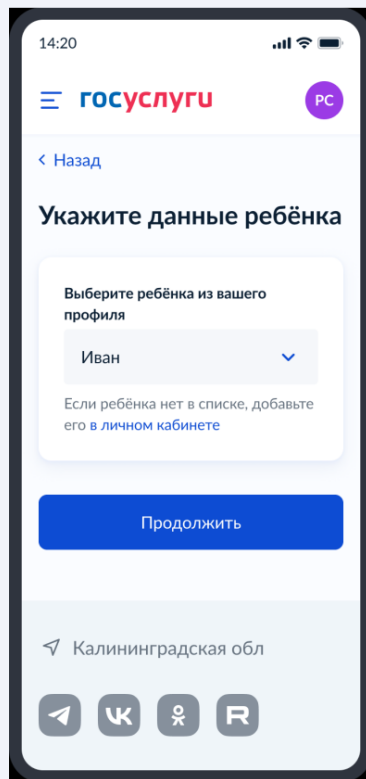 14:20
госуслуги
РС
Назад
Укажите данные ребёнка
Выберите ребёнка из вашего
профиля
Иван
Если ребёнка нет в списке, добавьте
его в личном кабинете
Продолжить
Калининградская обл